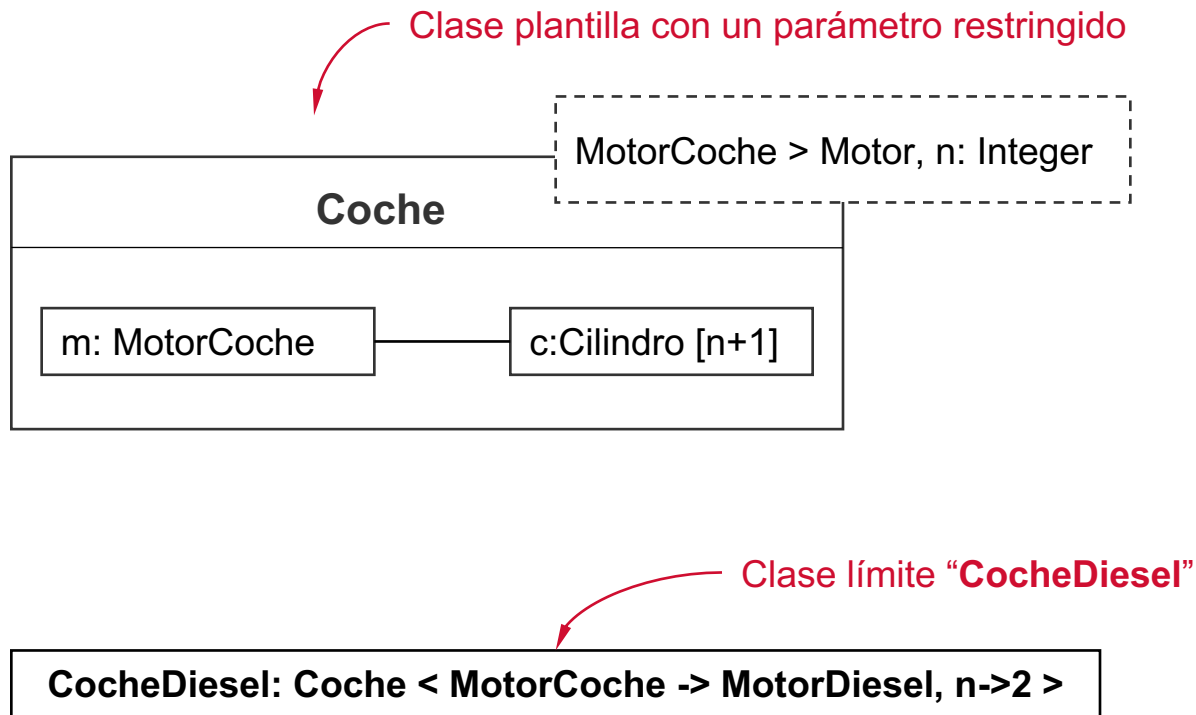 Clase plantilla con un parámetro restringido
MotorCoche > Motor, n: Integer
Coche
m: MotorCoche
c:Cilindro [n+1]
Clase límite “CocheDiesel”
CocheDiesel: Coche < MotorCoche -> MotorDiesel, n->2 >